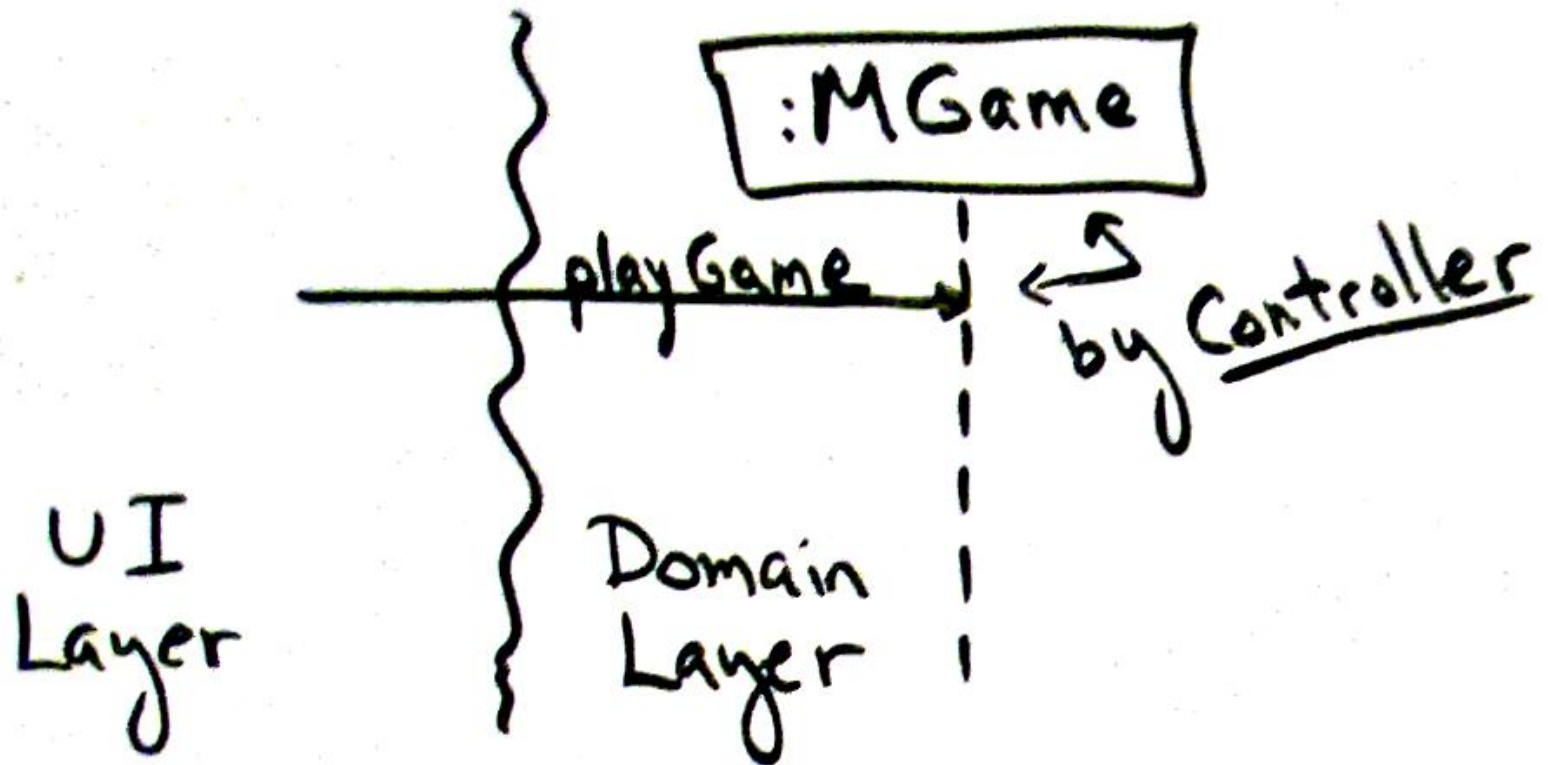 :MGame
playGame
by Controller
UI
Layer
Domain
Layer